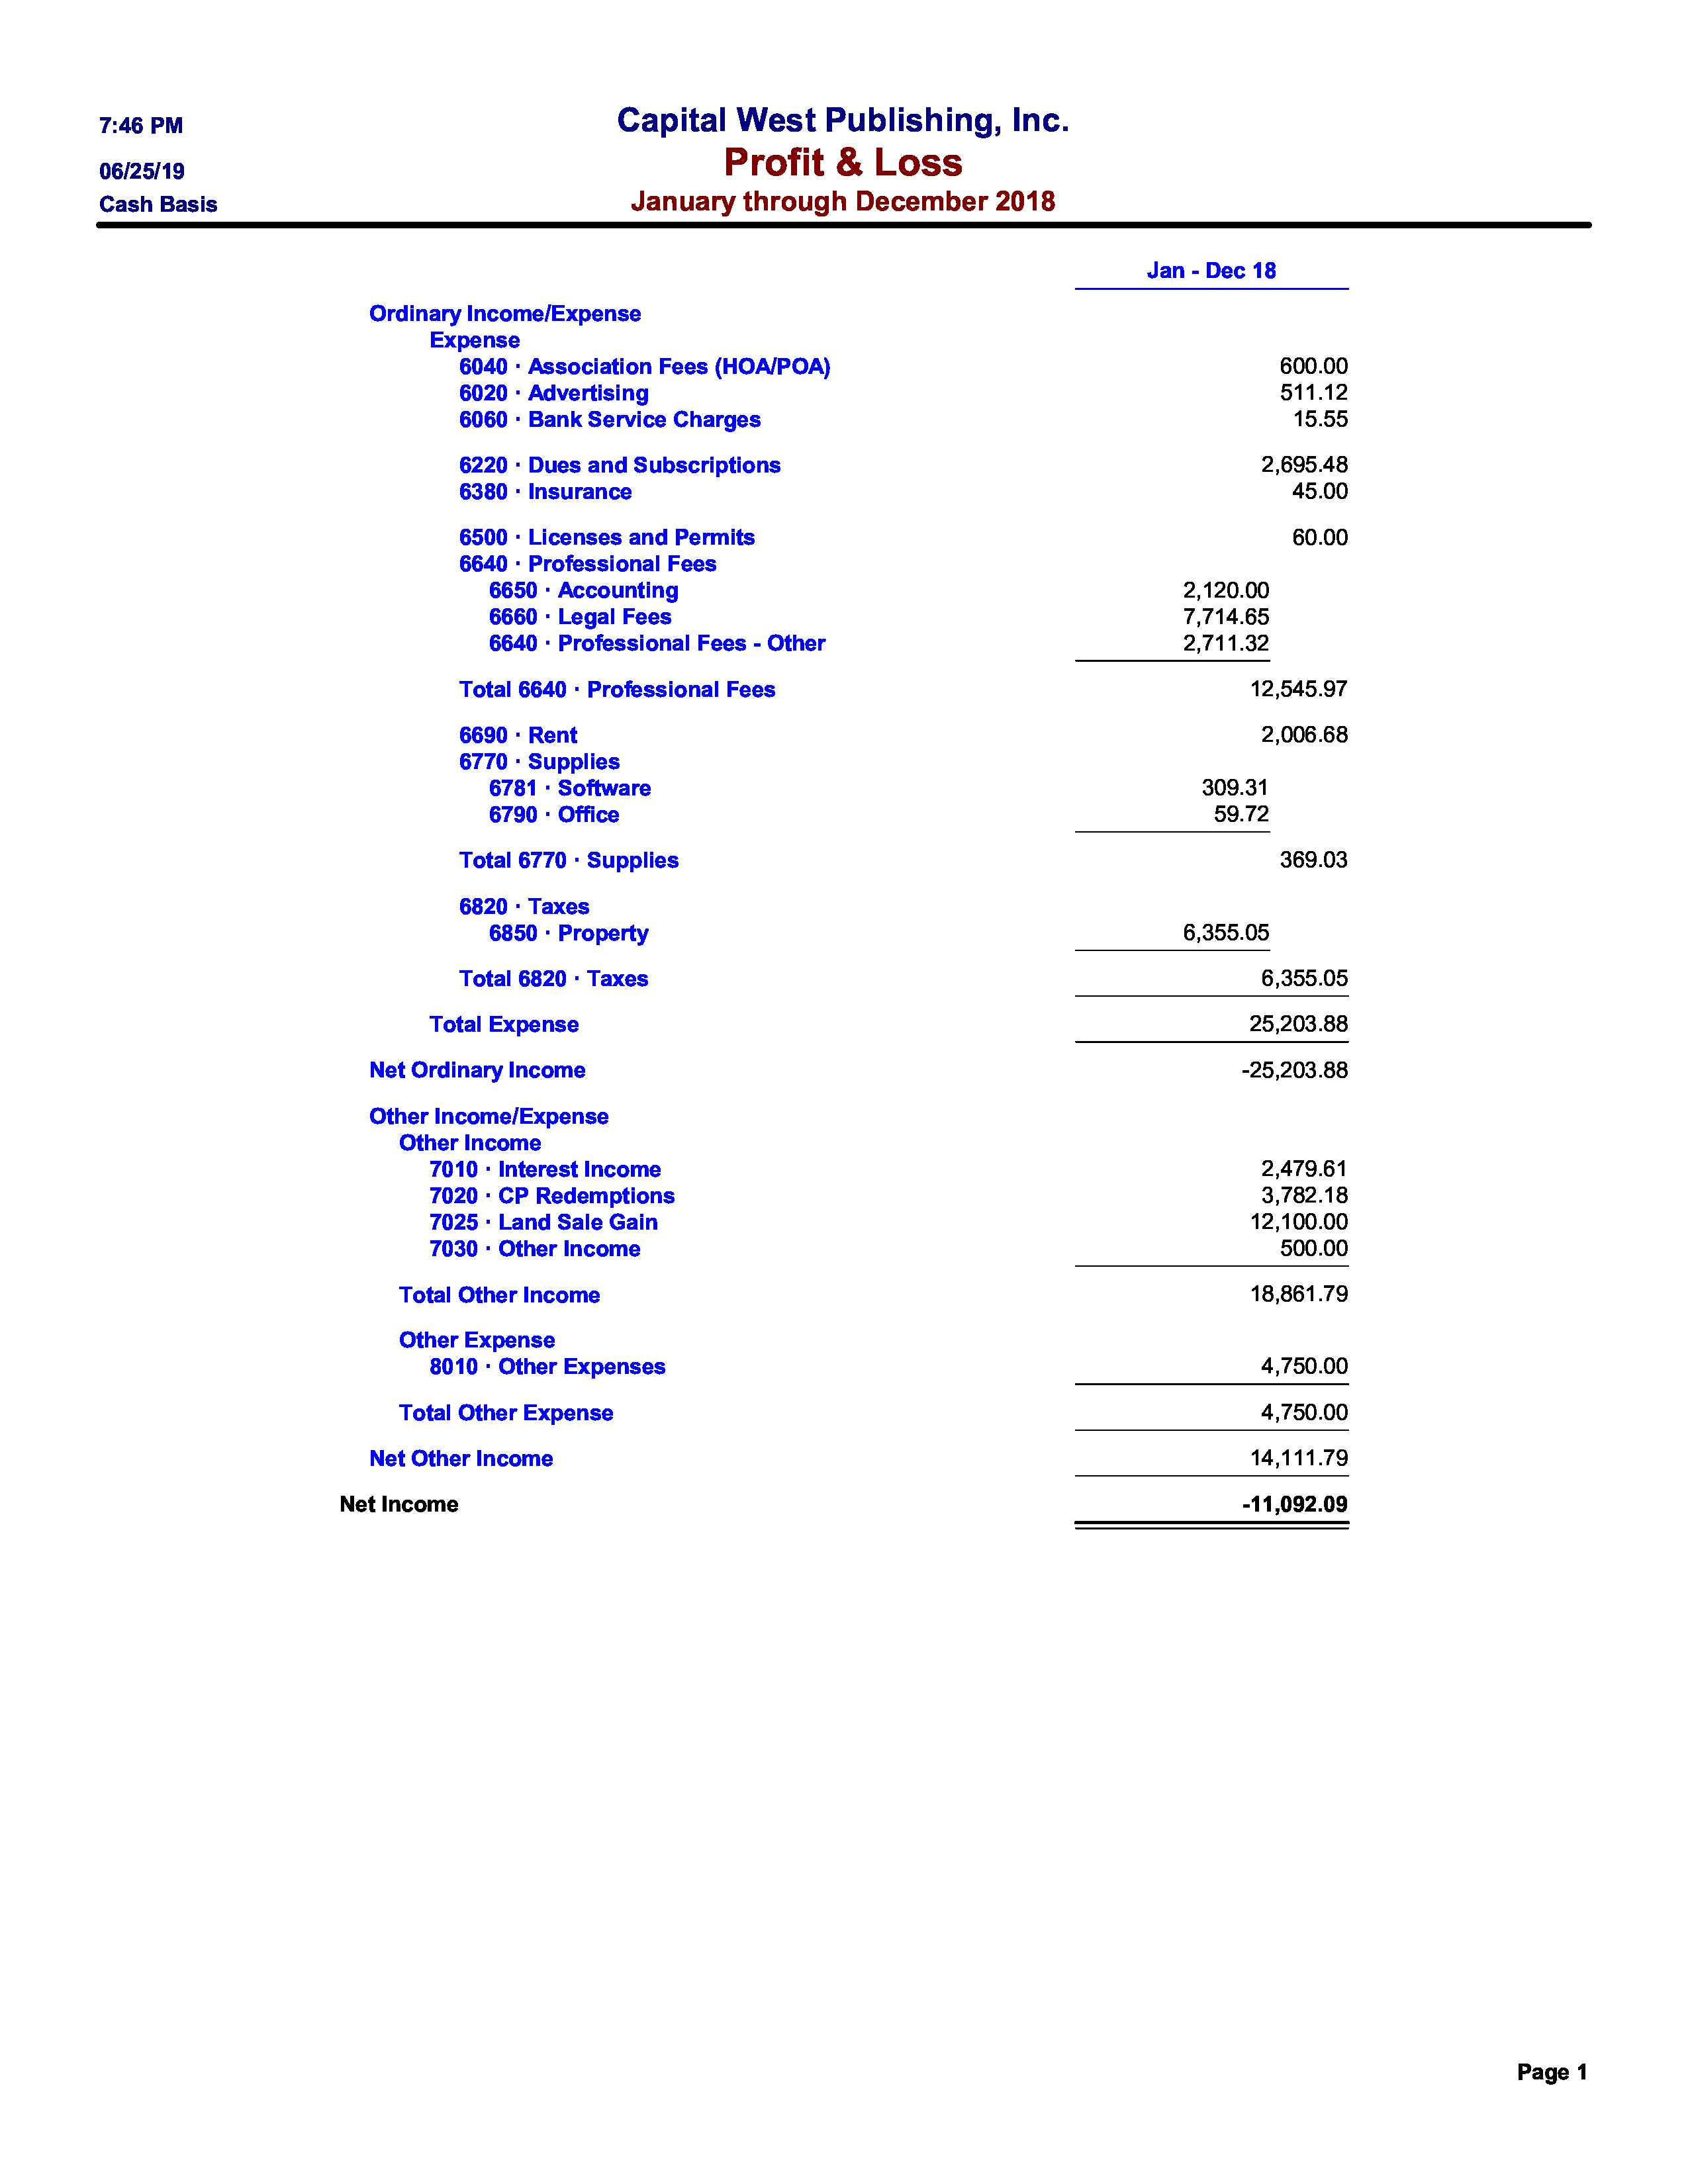 7:46 PM
06/25/19
Cash Basis
Capital West Publishing, Inc.
Profit & Loss
January through December 2018
Jan - Dec 18
Ordinary Income/Expense
Expense
6040 · Association Fees (HOA/POA) 600.00
6020 · Advertising 511.12
6060 · Bank Service Charges 15.55
6220 · Dues and Subscriptions 2,695.48
6380 · Insurance 45.00
6500 · Licenses and Permits 60.00
6640 · Professional Fees
6650 · Accounting 2,120.00
6660 · Legal Fees 7,714.65
6640 · Professional Fees - Other 2,711.32
Total 6640 · Professional Fees 12,545.97
6690 · Rent 2,006.68
6770 · Supplies
6781 · Software 309.31
6790 · Office 59.72
Total 6770 · Supplies 369.03
6820 · Taxes
6850 · Property 6,355.05
Total 6820 · Taxes 6,355.05
Total Expense 25,203.88
Net Ordinary Income -25,203.88
Other Income/Expense
Other Income
7010 · Interest Income 2,479.61
7020 · CP Redemptions 3,782.18
7025 · Land Sale Gain 12,100.00
7030 · Other Income 500.00
Total Other Income 18,861.79
Other Expense
8010 · Other Expenses 4,750.00
Total Other Expense 4,750.00
Net Other Income 14,111.79
Net Income -11,092.09
Page 1